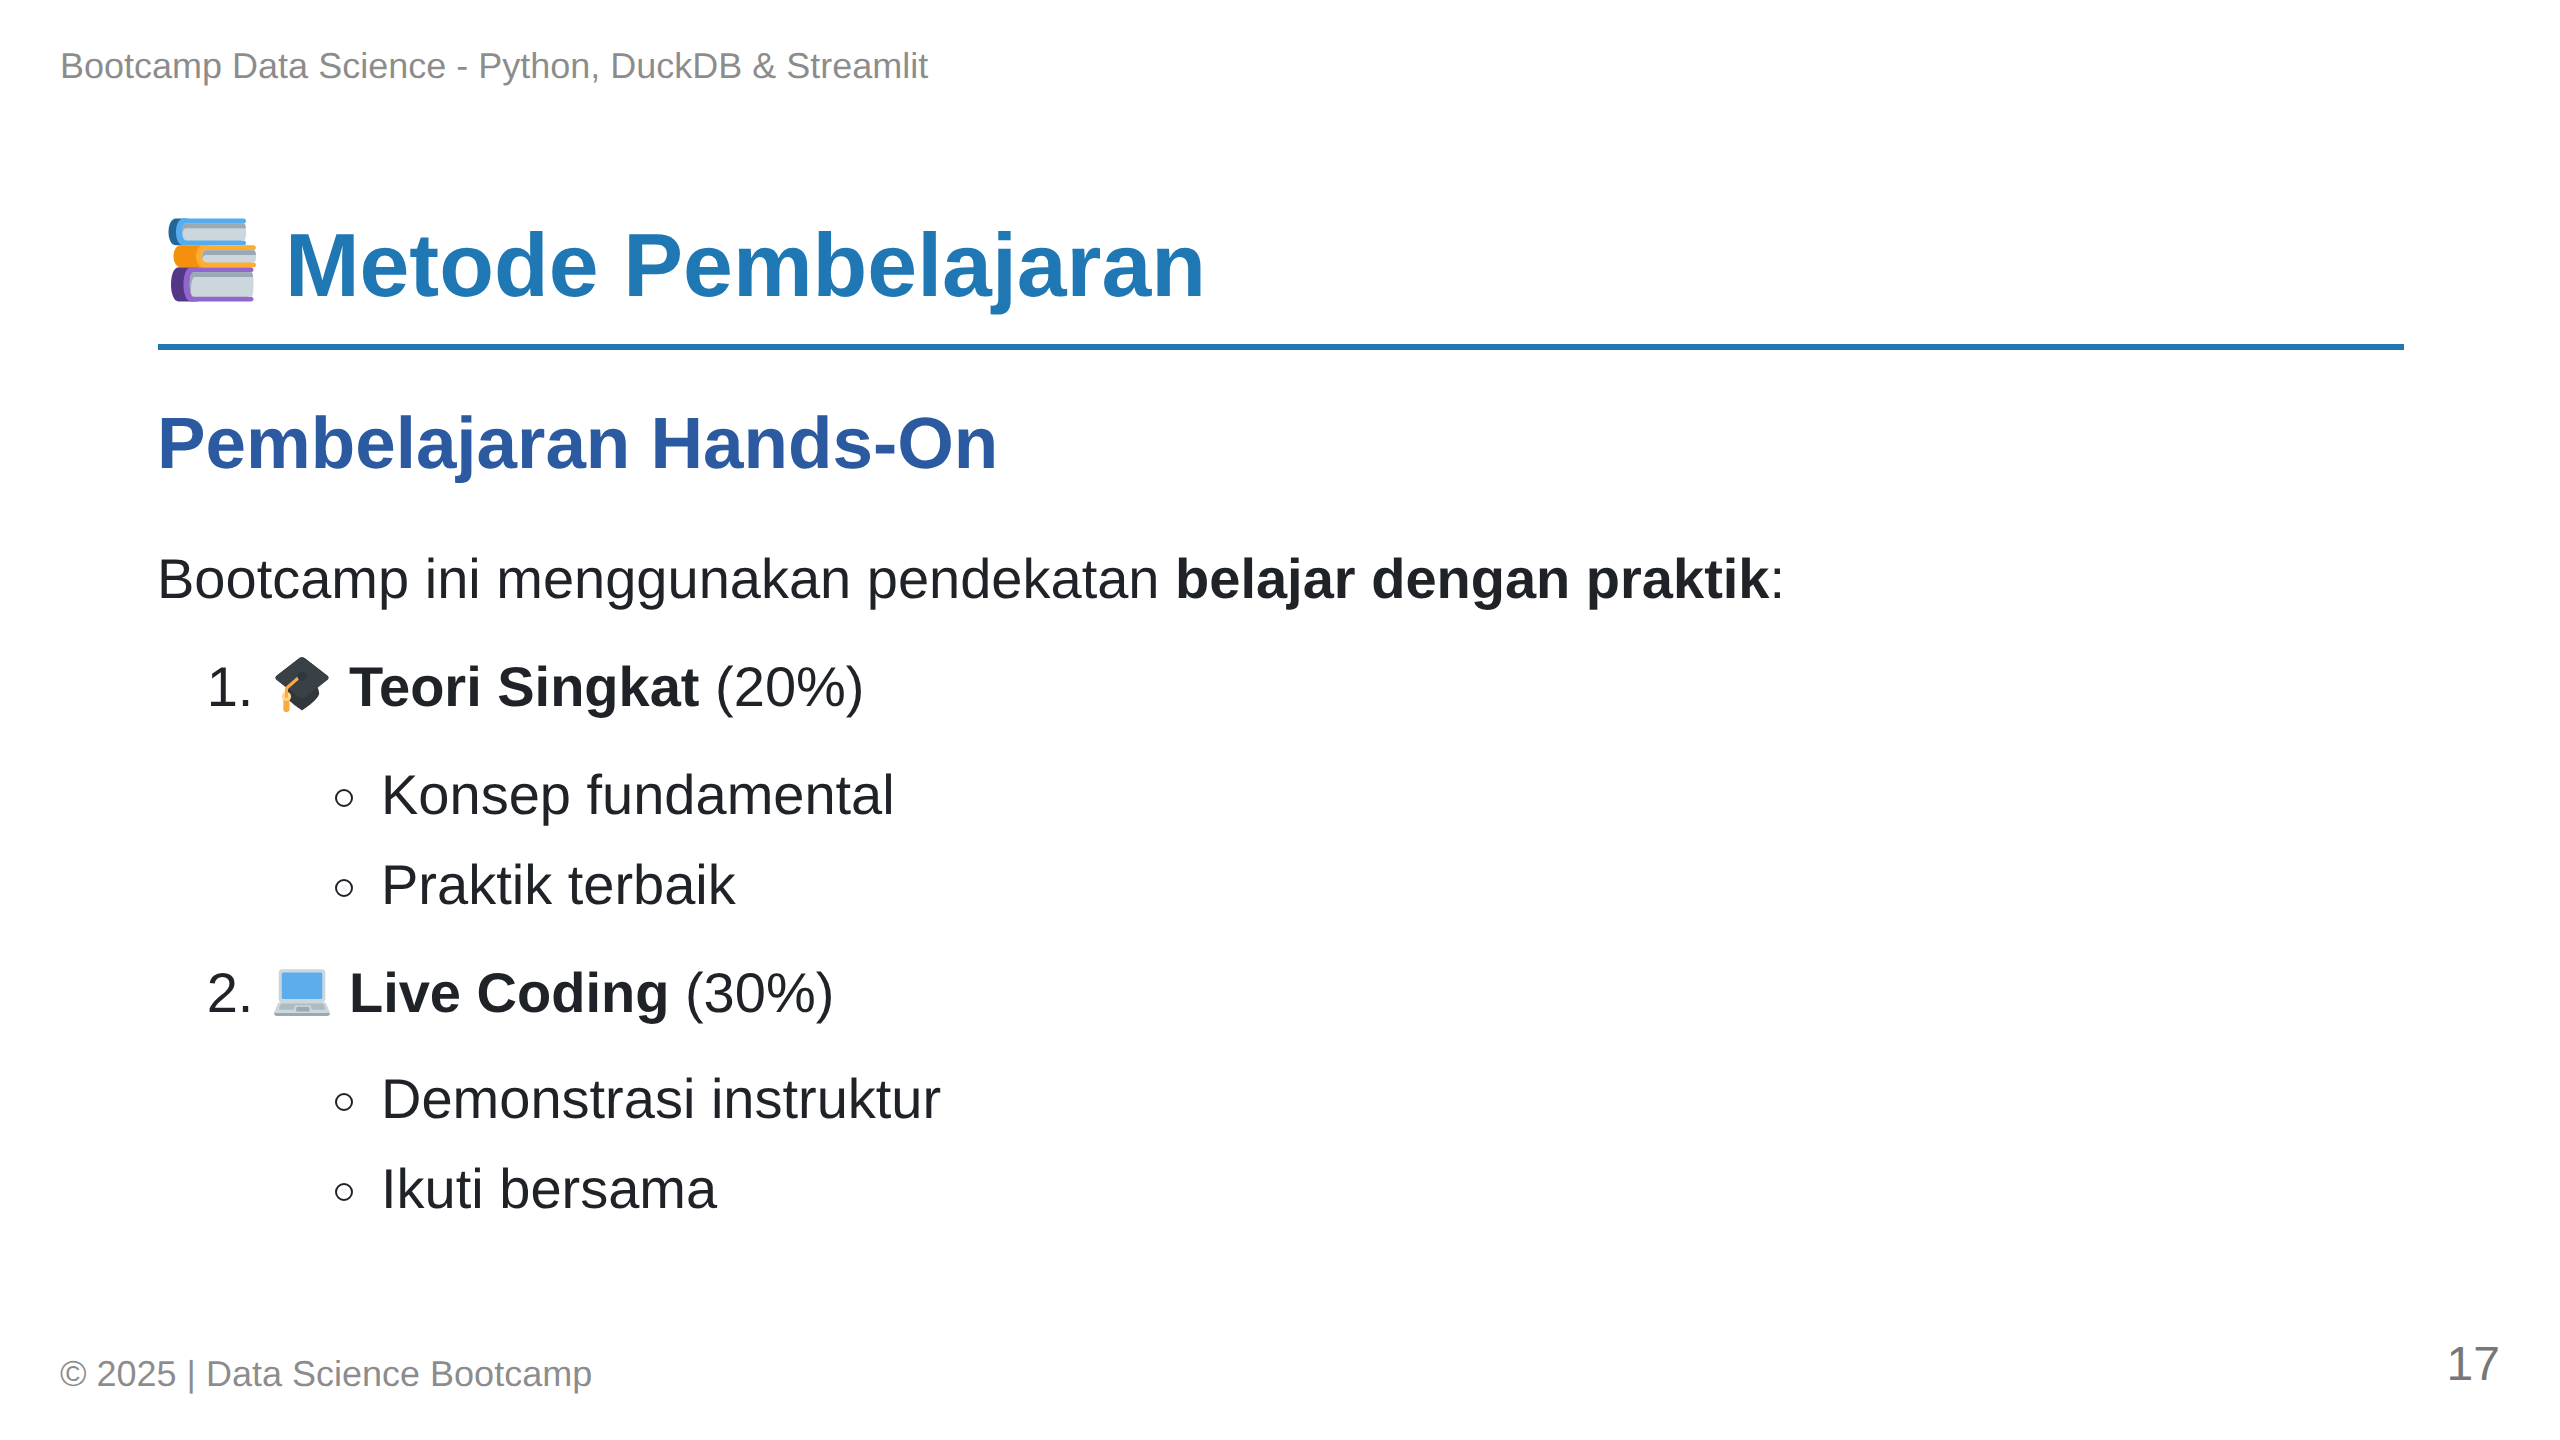 Bootcamp Data Science - Python, DuckDB & Streamlit
📚 Metode Pembelajaran
Pembelajaran Hands-On
Bootcamp ini menggunakan pendekatan belajar dengan praktik:
1. 🎓 Teori Singkat (20%)
○ Konsep fundamental
○ Praktik terbaik
2. 💻 Live Coding (30%)
○ Demonstrasi instruktur
○ Ikuti bersama
© 2025 | Data Science Bootcamp
17